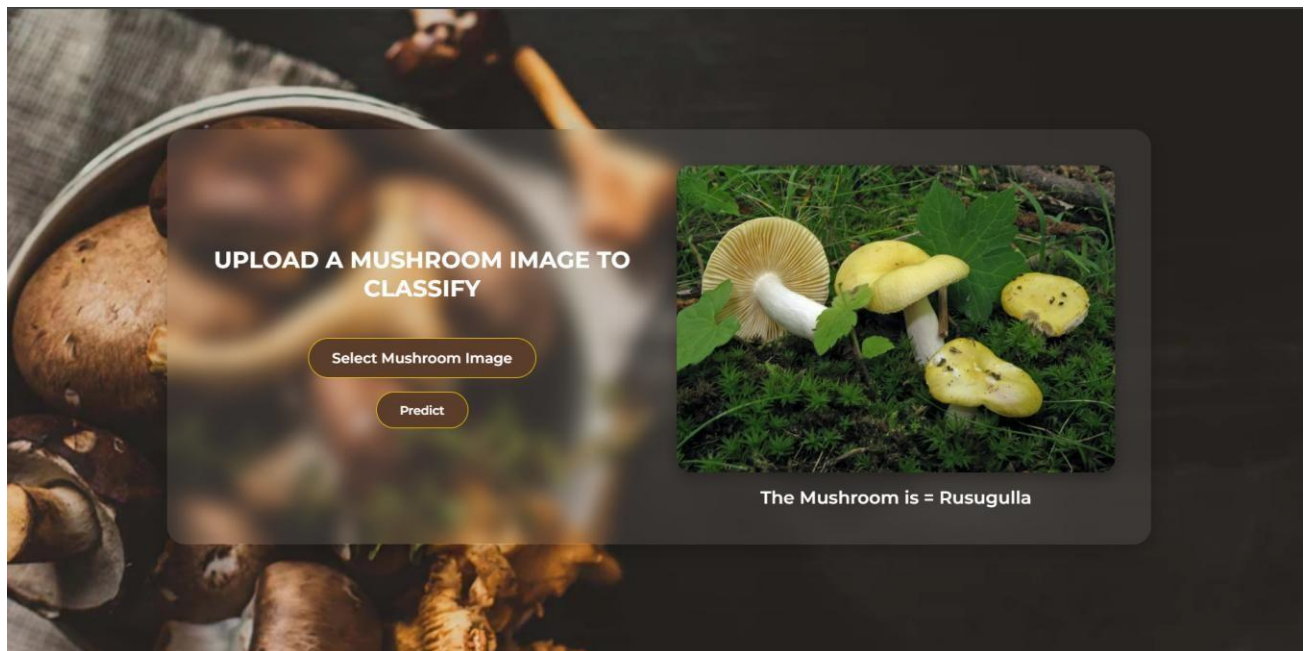 UPLOAD A MUSHROOM IMAGE TO
CLASSIFY
Select Mushroom Image
Predict
The Mushroom is = Rusugulla